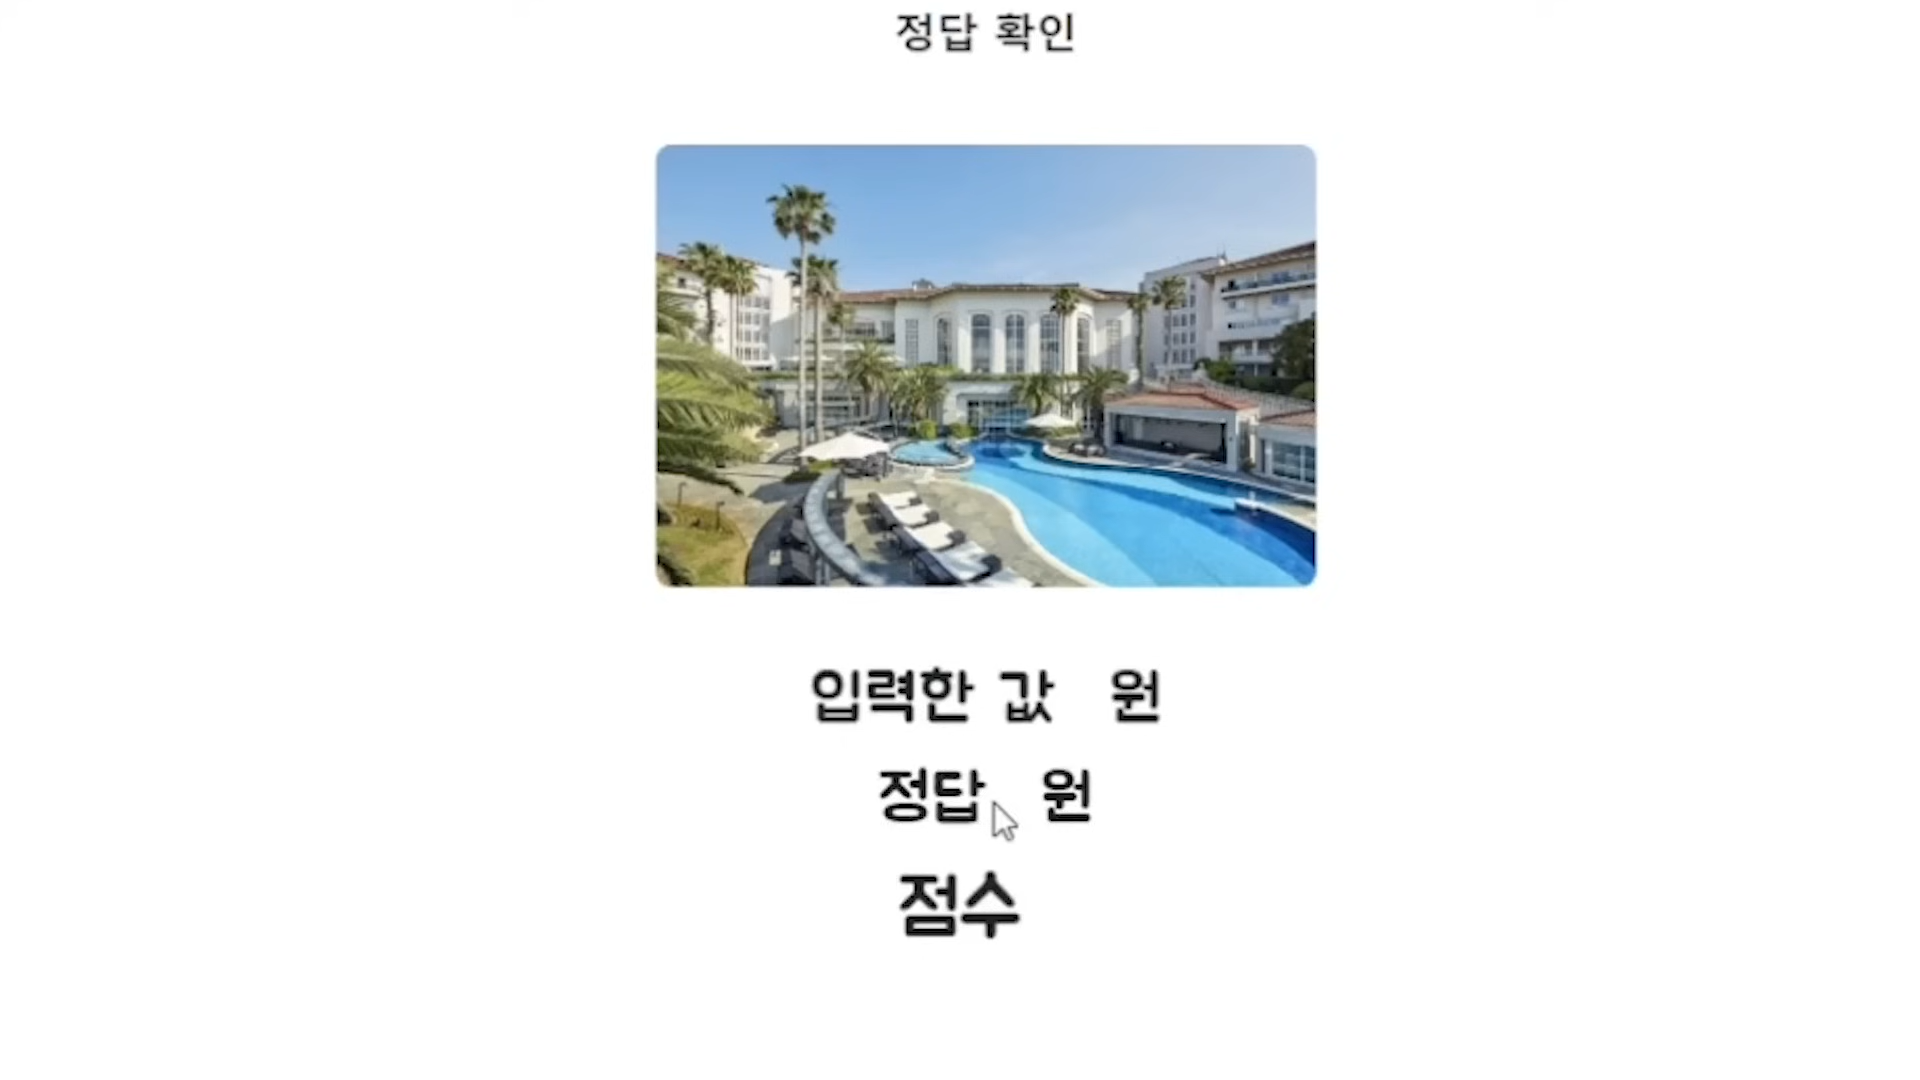 정답 확인
입력한 값 원
정답 원
점수